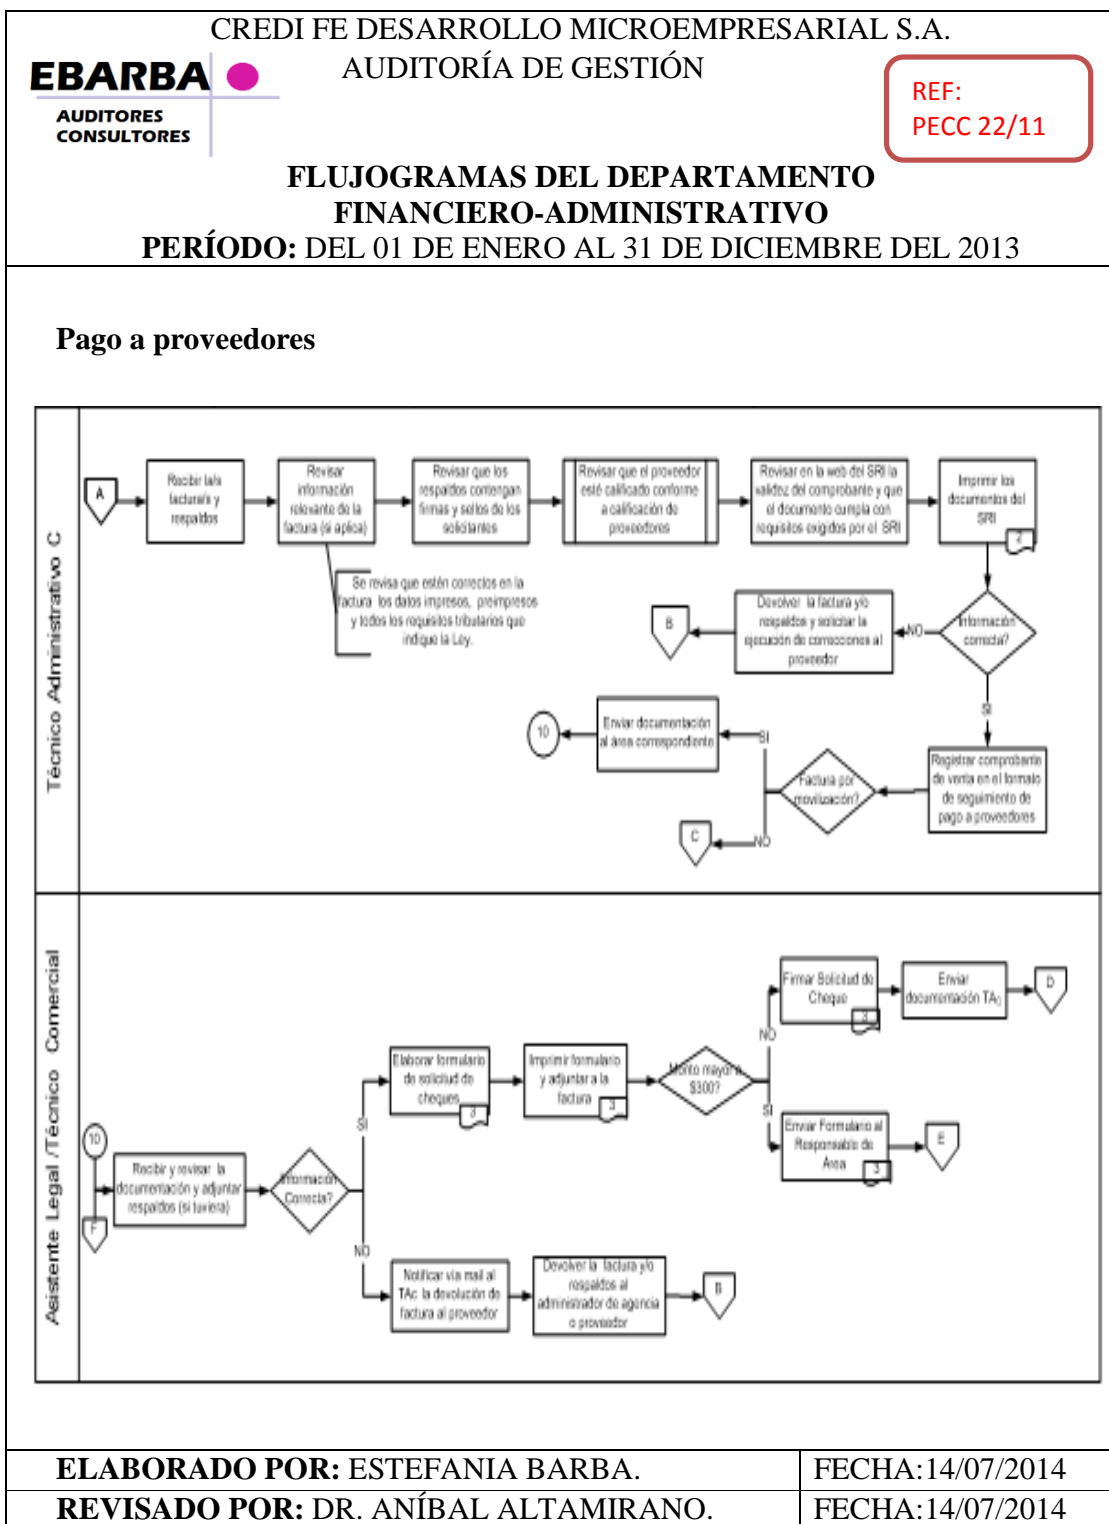 CREDI FE DESARROLLO MICROEMPRESARIAL S.A.
AUDITORÍA DE GESTIÓN
EBARBA
AUDITORES
CONSULTORES
REF:
PECC 22/11
FLUJOGRAMAS DEL DEPARTAMENTO
FINANCIERO-ADMINISTRATIVO
PERÍODO: DEL 01 DE ENERO AL 31 DE DICIEMBRE DEL 2013
Pago a proveedores
Técnico Administrativo C
A
Recibir la/s
factura/s y
respaldos
Revisar
información
relevante de la
factura (si aplica)
Revisar que los
respaldos contengan
firmas y sellos de los
solicitantes
Revisar que el proveedor
esté calificado conforme
a calificación de
proveedores
Revisar en la web del SRI la
validez del comprobante y que
el documento cumpla con
requisitos exigidos por el SRI
Imprimir los
documentos del
SRI
2
Se revisa que estén correctos en la
factura los datos impresos, preimpresos
y todos los requisitos tributarios que
indique la Ley.
B
Devolver la factura y/o
respaldos y solicitar la
ejecución de correcciones al
proveedor
NO
Información
correcta?
SI
10
Enviar documentación
al área correspondiente
SI
Factura por
movilización?
Registrar comprobante
de venta en el formato
de seguimiento de
pago a proveedores
C
NO
Asistente Legal /Técnico Comercial
Firmar Solicitud de
Cheque
3
Enviar
documentación TAC
D
NO
Elaborar formulario
de solicitud de
cheques
3
Imprimir formulario
y adjuntar a la
factura
3
Monto mayor a
$300?
SI
SI
Enviar Formulario al
Responsable de
Area
3
E
10
Recibir y revisar la
documentación y adjuntar
respaldos (si tuviera)
F
Información
Correcta?
NO
Notificar vía mail al
TAc la devolución de
factura al proveedor
Devolver la factura y/o
respaldos al
administrador de agencia
o proveedor
B
ELABORADO POR: ESTEFANIA BARBA.
FECHA:14/07/2014
REVISADO POR: DR. ANÍBAL ALTAMIRANO.
FECHA:14/07/2014